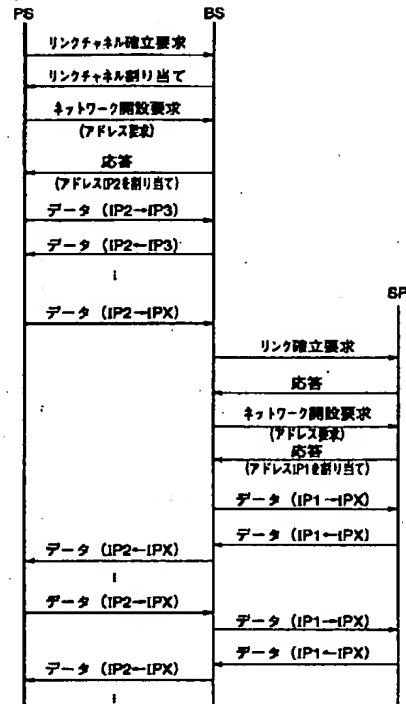 PS BS
リンクチャネル確立要求
リンクチャネル割り当て
ネットワーク開設要求
(アドレス要求)
応答
(アドレスIP2を割り当て)
データ (IP2→IP3)
データ (IP2←IP3)
データ (IP2→IPX)
SP
リンク確立要求
応答
ネットワーク開設要求
(アドレス要求)
応答
(アドレスIP1を割り当て)
データ (IP1→IPX)
データ (IP1←IPX)
データ (IP2←IPX)
データ (IP2→IPX)
データ (IP1→IPX)
データ (IP1←IPX)
データ (IP2←IPX)